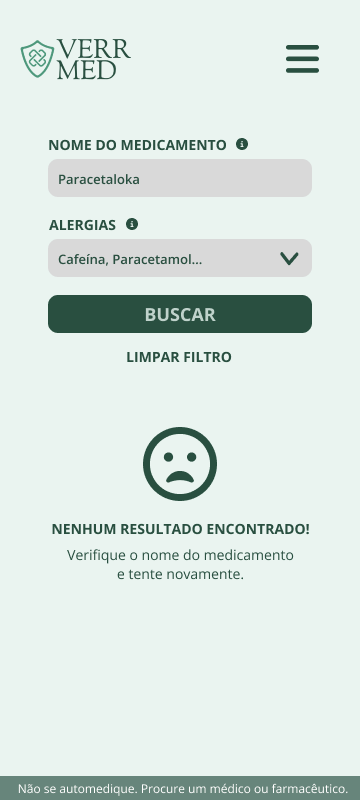 VERR
MED
NOME DO MEDICAMENTO
Paracetaloka
ALERGIAS
Cafeína, Paracetamol...
BUSCAR
LIMPAR FILTRO
NENHUM RESULTADO ENCONTRADO!
Verifique o nome do medicamento
e tente novamente.
Não se automedique. Procure um médico ou farmacêutico.